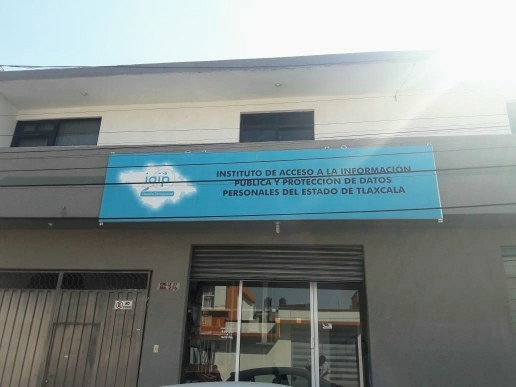 iaip
INSTITUTO DE ACCESO A LA INFORMACIÓN
PÚBLICA Y PROTECCIÓN DE DATOS
PERSONALES DEL ESTADO DE TLAXCALA